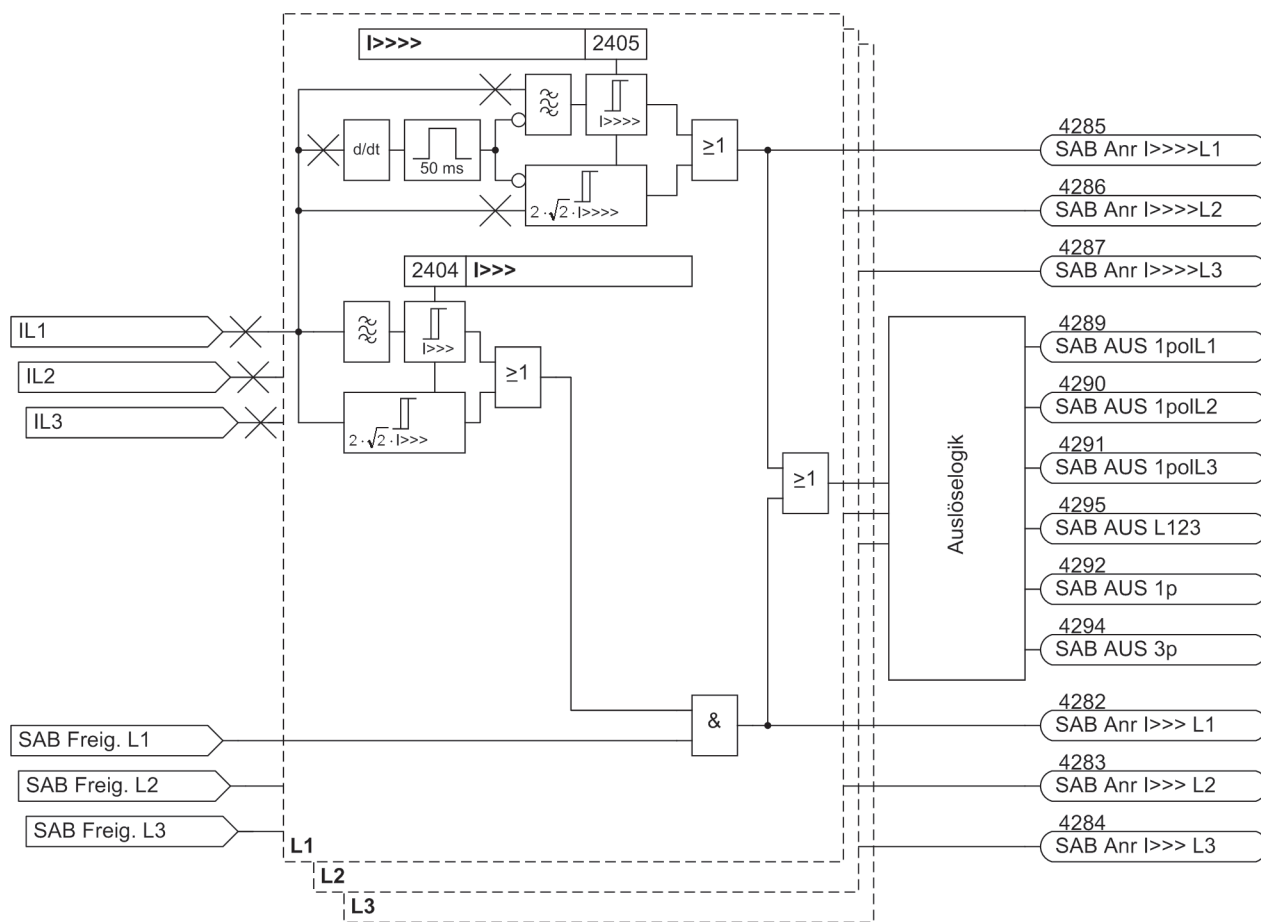 I>>>> 2405
I>>>>
d/dt
50 ms
2·√2·I>>>>
≥1
4285
SAB Anr I>>>>L1
4286
SAB Anr I>>>>L2
4287
SAB Anr I>>>>L3
2404 I>>>
IL1
IL2
IL3
I>>>
2·√2·I>>>
≥1
≥1
Auslöselogik
4289
SAB AUS 1polL1
4290
SAB AUS 1polL2
4291
SAB AUS 1polL3
4295
SAB AUS L123
4292
SAB AUS 1p
4294
SAB AUS 3p
SAB Freig. L1
SAB Freig. L2
SAB Freig. L3
&
4282
SAB Anr I>>> L1
4283
SAB Anr I>>> L2
4284
SAB Anr I>>> L3
L1
L2
L3